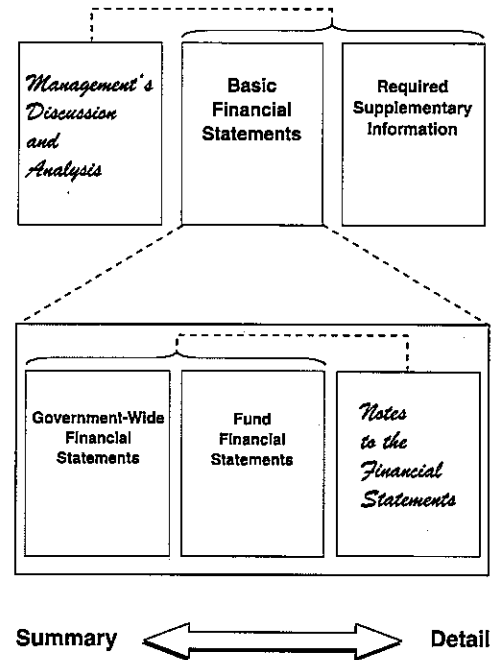 Management's
Discussion
and
Analysis
Basic
Financial
Statements
Required
Supplementary
Information
Government-Wide
Financial
Statements
Fund
Financial
Statements
Notes
to the
Financial
Statements
Summary
Detail